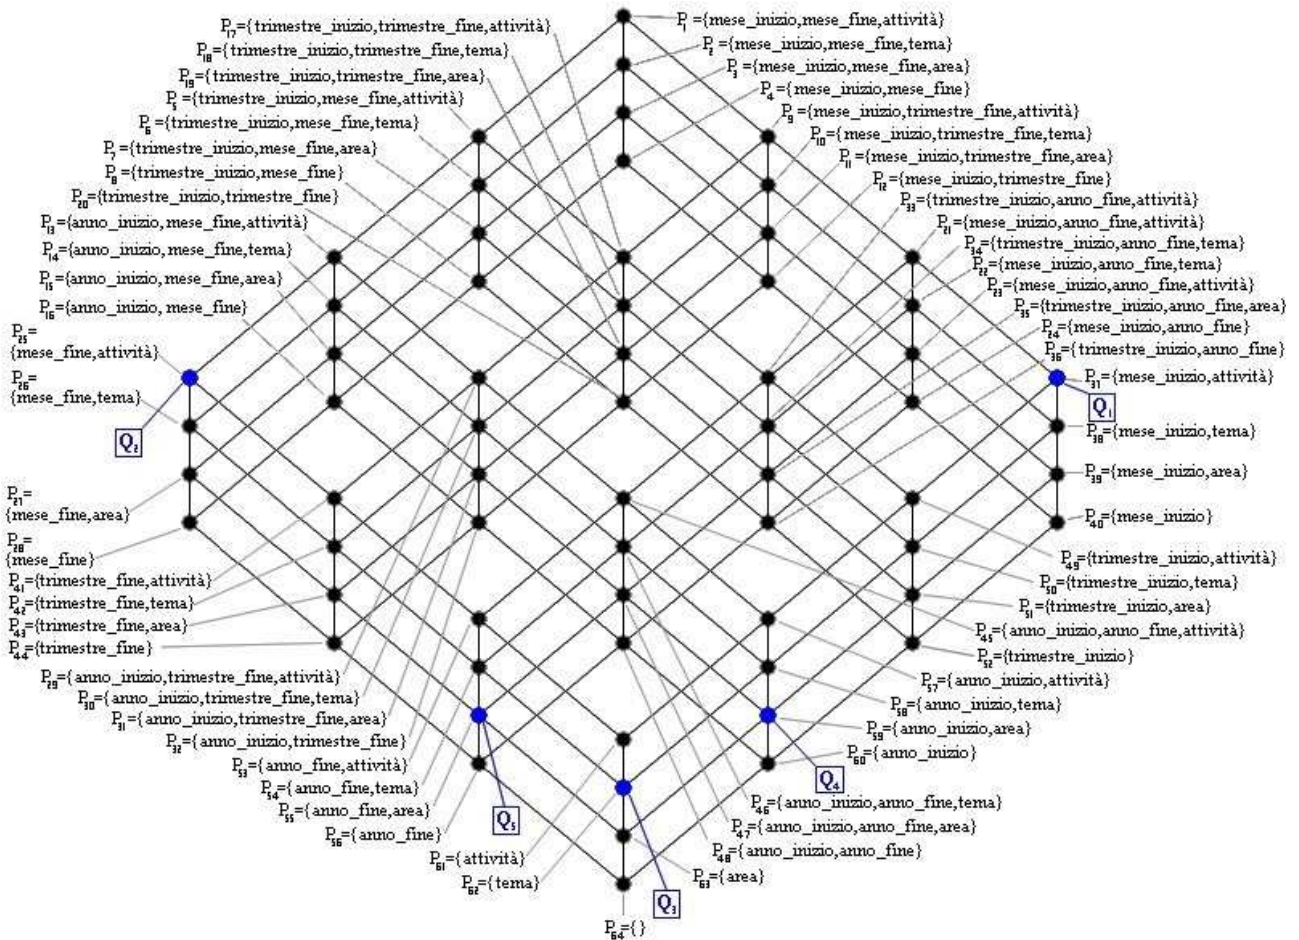 P17={trimestre_inizio,trimestre_fine,attività}
P18={trimestre_inizio,trimestre_fine,tema}
P19={trimestre_inizio,trimestre_fine,area}
P5={trimestre_inizio,mese_fine,attività}
P6={trimestre_inizio,mese_fine,tema}
P7={trimestre_inizio,mese_fine,area}
P8={trimestre_inizio,mese_fine}
P20={trimestre_inizio,trimestre_fine}
P13={anno_inizio,mese_fine,attività}
P14={anno_inizio,mese_fine,tema}
P15={anno_inizio,mese_fine,area}
P16={anno_inizio, mese_fine}
P25=
{mese_fine,attività}
P26=
{mese_fine,tema}
Q2
P27=
{mese_fine,area}
P28=
{mese_fine}
P41={trimestre_fine,attività}
P42={trimestre_fine,tema}
P43={trimestre_fine,area}
P44={trimestre_fine}
P29={anno_inizio,trimestre_fine,attività}
P30={anno_inizio,trimestre_fine,tema}
P31={anno_inizio,trimestre_fine,area}
P32={anno_inizio,trimestre_fine}
P53={anno_fine,attività}
P54={anno_fine,tema}
P55={anno_fine,area}
P56={anno_fine}
Q5
P61={attività}
P62={tema}
P64={}
P1={mese_inizio,mese_fine,attività}
P2={mese_inizio,mese_fine,tema}
P3={mese_inizio,mese_fine,area}
P4={mese_inizio,mese_fine}
P9={mese_inizio,trimestre_fine,attività}
P10={mese_inizio,trimestre_fine,tema}
P11={mese_inizio,trimestre_fine,area}
P12={mese_inizio,trimestre_fine}
P33={trimestre_inizio,anno_fine,attività}
P21={mese_inizio,anno_fine,attività}
P34={trimestre_inizio,anno_fine,tema}
P22={mese_inizio,anno_fine,tema}
P23={mese_inizio,anno_fine,attività}
P35={trimestre_inizio,anno_fine,area}
P24={mese_inizio,anno_fine}
P36={trimestre_inizio,anno_fine}
P37={mese_inizio,attività}
Q1
P38={mese_inizio,tema}
P39={mese_inizio,area}
P40={mese_inizio}
P49={trimestre_inizio,attività}
P50={trimestre_inizio,tema}
P51={trimestre_inizio,area}
P45={anno_inizio,anno_fine,attività}
P52={trimestre_inizio}
P57={anno_inizio,attività}
P58={anno_inizio,tema}
P59={anno_inizio,area}
P60={anno_inizio}
Q4
P46={anno_inizio,anno_fine,tema}
P47={anno_inizio,anno_fine,area}
P48={anno_inizio,anno_fine}
P63={area}
Q3